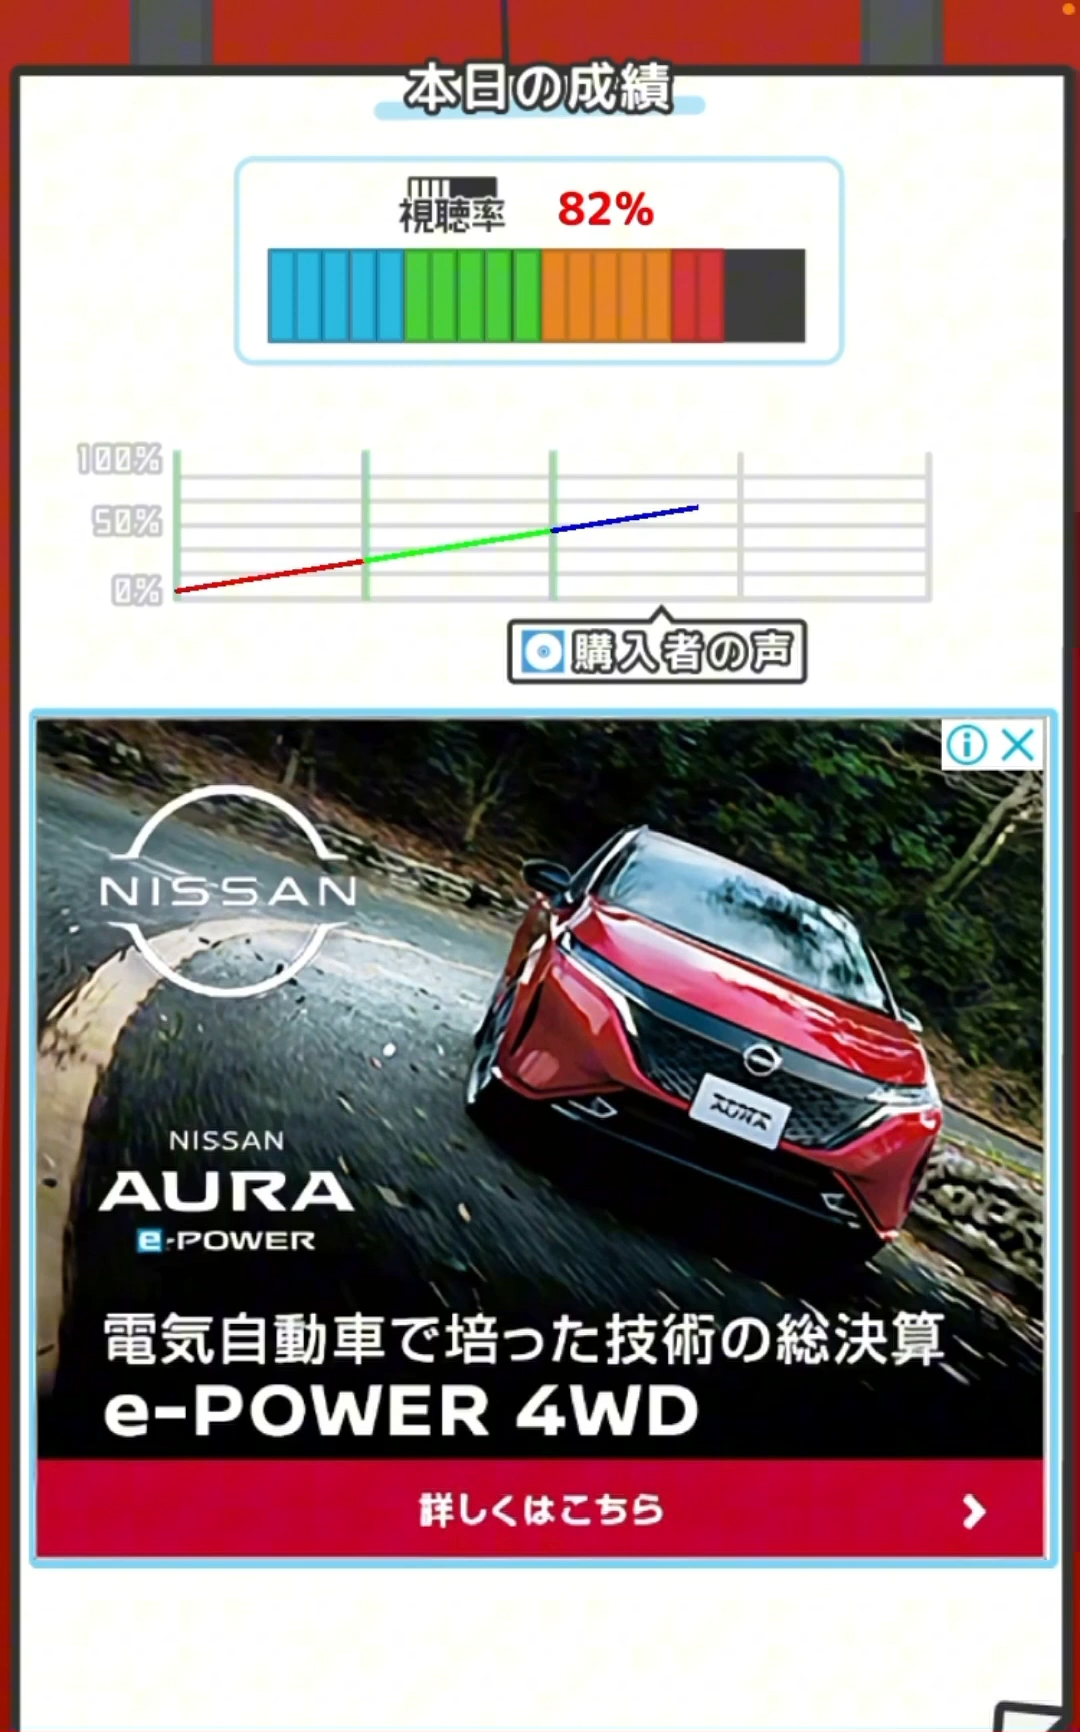 本日の成績
視聴率 82%
100%
50%
0%
購入者の声
NISSAN
AURA
NISSAN
AURA
e-POWER
電気自動車で培った技術の総決算
e-POWER 4WD
詳しくはこちら